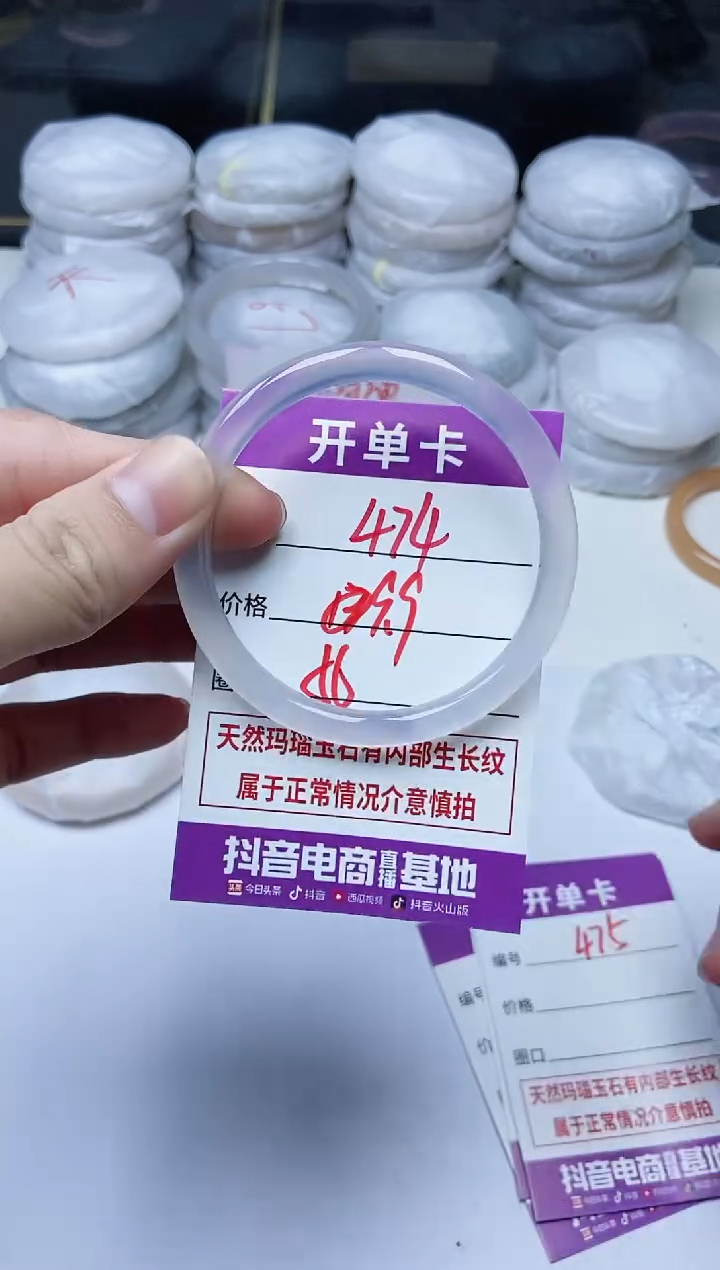 开单卡
474
价格
天然玛瑙玉石有内部生长纹
属于正常情况介意慎拍
抖音电商直播基地
头条 今日头条 抖音 西瓜视频 抖音火山版
开单卡
编号 475
价格
圈口
天然玛瑙玉石有内部生长纹
属于正常情况介意慎拍
抖音电商直播基地
编号